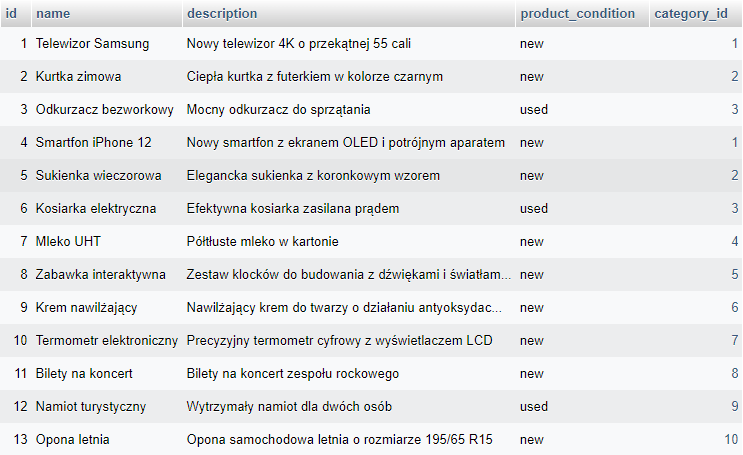 id name description product_condition category_id
1 Telewizor Samsung Nowy telewizor 4K o przekątnej 55 cali new 1
2 Kurtka zimowa Ciepła kurtka z futerkiem w kolorze czarnym new 2
3 Odkurzacz bezworkowy Mocny odkurzacz do sprzątania used 3
4 Smartfon iPhone 12 Nowy smartfon z ekranem OLED i potrójnym aparatem new 1
5 Sukienka wieczorowa Elegancka sukienka z koronkowym wzorem new 2
6 Kosiarka elektryczna Efektywna kosiarka zasilana prądem used 3
7 Mleko UHT Półtłuste mleko w kartonie new 4
8 Zabawka interaktywna Zestaw klocków do budowania z dźwiękami i światłam... new 5
9 Krem nawilżający Nawilżający krem do twarzy o działaniu antyoksydac... new 6
10 Termometr elektroniczny Precyzyjny termometr cyfrowy z wyświetlaczem LCD new 7
11 Bilety na koncert Bilety na koncert zespołu rockowego new 8
12 Namiot turystyczny Wytrzymały namiot dla dwóch osób used 9
13 Opona letnia Opona samochodowa letnia o rozmiarze 195/65 R15 new 10